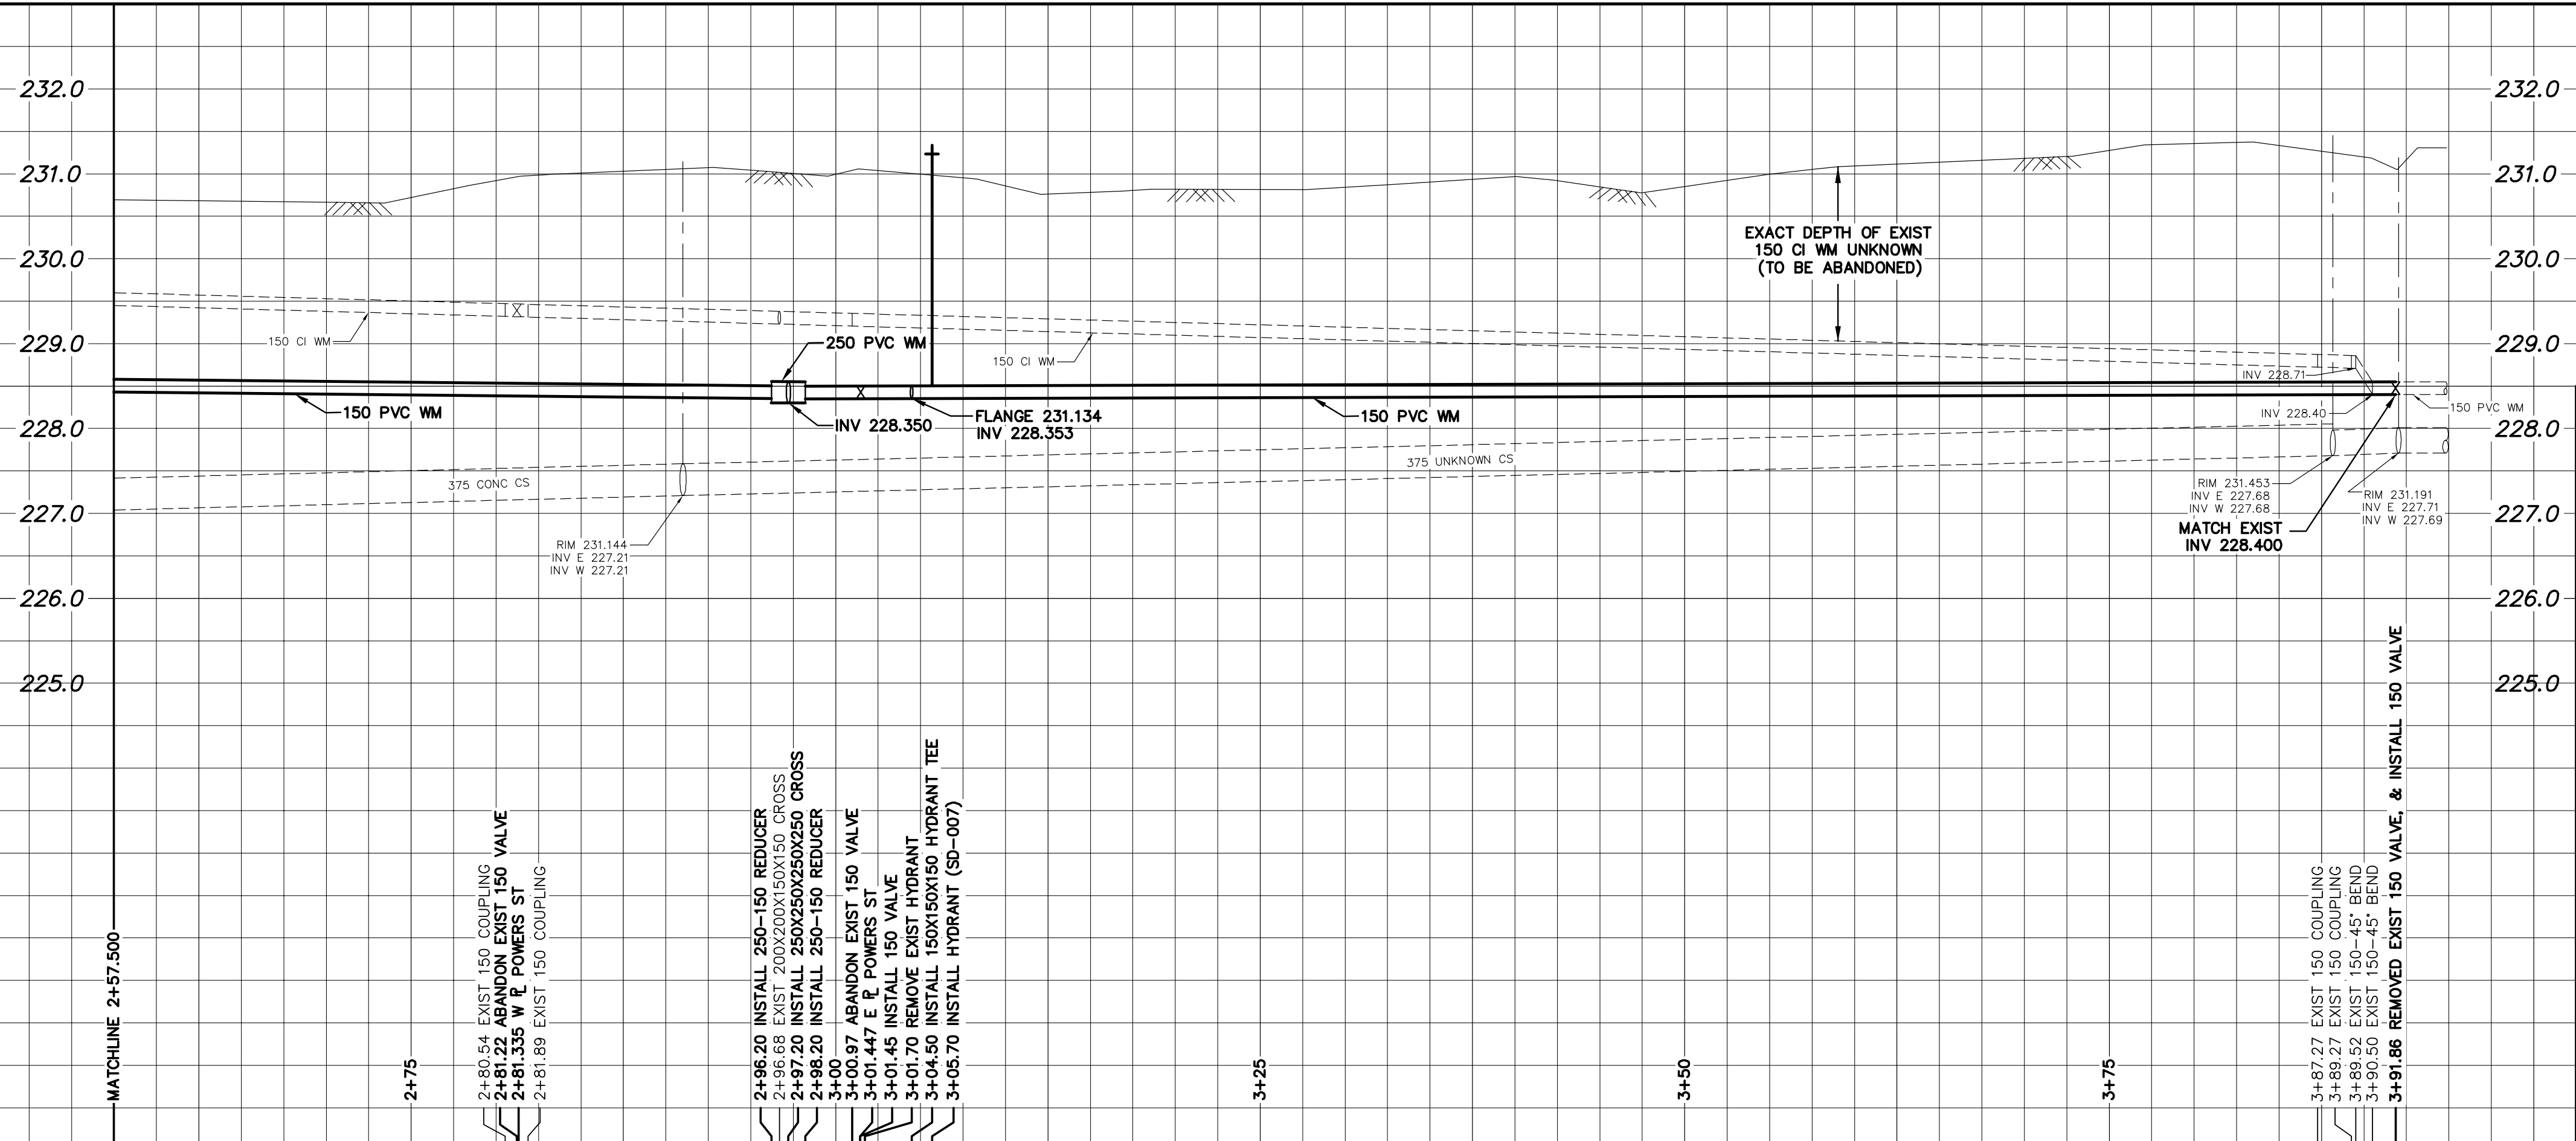 232.0
232.0
231.0
231.0
EXACT DEPTH OF EXIST
150 CI WM UNKNOWN
(TO BE ABANDONED)
230.0
230.0
229.0
229.0
150 CI WM
250 PVC WM
150 CI WM
INV 228.71
150 PVC WM
INV 228.350
FLANGE 231.134
INV 228.353
150 PVC WM
INV 228.40
150 PVC WM
228.0
228.0
375 CONC CS
375 UNKNOWN CS
RIM 231.453
INV E 227.68
INV W 227.68
RIM 231.191
INV E 227.71
INV W 227.69
227.0
227.0
MATCH EXIST
INV 228.400
RIM 231.144
INV E 227.21
INV W 227.21
226.0
226.0
225.0
225.0
MATCHLINE 2+57.500
2+75
2+80.54 EXIST 150 COUPLING
2+81.22 ABANDON EXIST 150 VALVE
2+81.335 W PL POWERS ST
2+81.89 EXIST 150 COUPLING
2+96.20 INSTALL 250-150 REDUCER
2+96.68 EXIST 200X200X150X150 CROSS
2+97.20 INSTALL 250X250X250X250 CROSS
2+98.20 INSTALL 250-150 REDUCER
3+00
3+00.97 ABANDON EXIST 150 VALVE
3+01.447 E PL POWERS ST
3+01.45 INSTALL 150 VALVE
3+01.70 REMOVE EXIST HYDRANT
3+04.50 INSTALL 150X150X150 HYDRANT TEE
3+05.70 INSTALL HYDRANT (SD-007)
3+25
3+50
3+75
3+87.27 EXIST 150 COUPLING
3+89.27 EXIST 150 COUPLING
3+89.52 EXIST 150-45° BEND
3+90.50 EXIST 150-45° BEND
3+91.86 REMOVED EXIST 150 VALVE, & INSTALL 150 VALVE